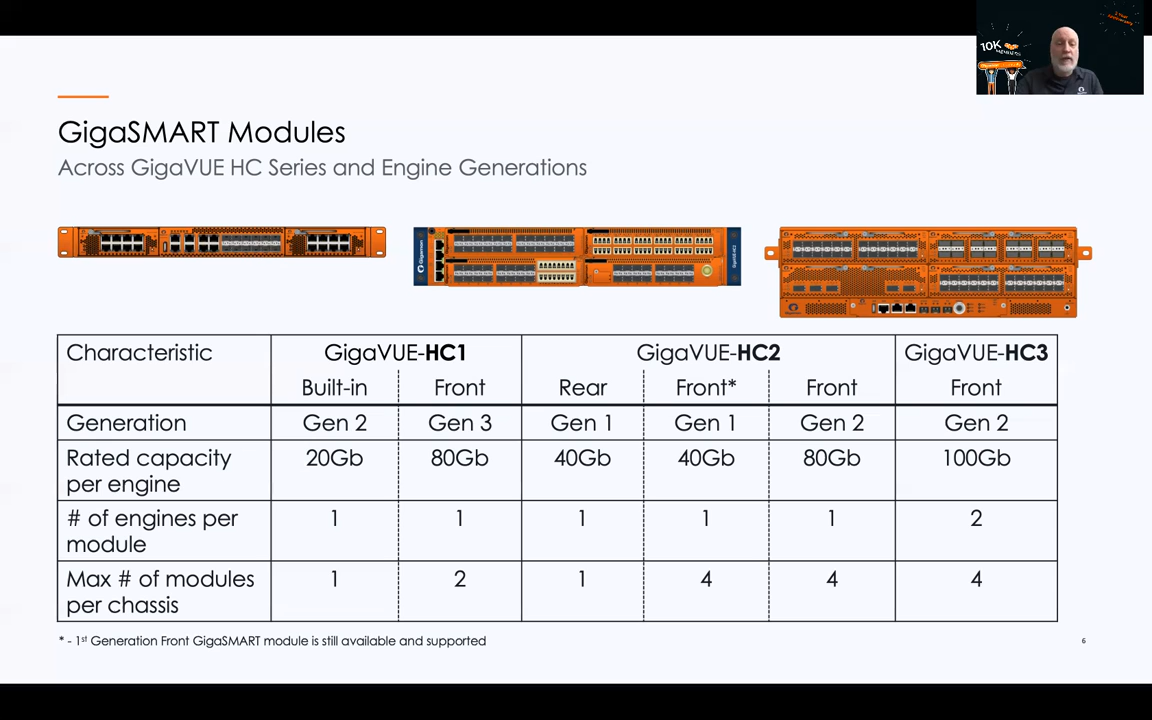 10K
GigaSMART Modules
Across GigaVUE HC Series and Engine Generations
Characteristic GigaVUE-HC1 GigaVUE-HC2 GigaVUE-HC3
Built-in Front Rear Front* Front Front
Generation Gen 2 Gen 3 Gen 1 Gen 1 Gen 2 Gen 2
Rated capacity per engine 20Gb 80Gb 40Gb 40Gb 80Gb 100Gb
# of engines per module 1 1 1 1 1 2
Max # of modules per chassis 1 2 1 4 4 4
* - 1st Generation Front GigaSMART module is still available and supported
6